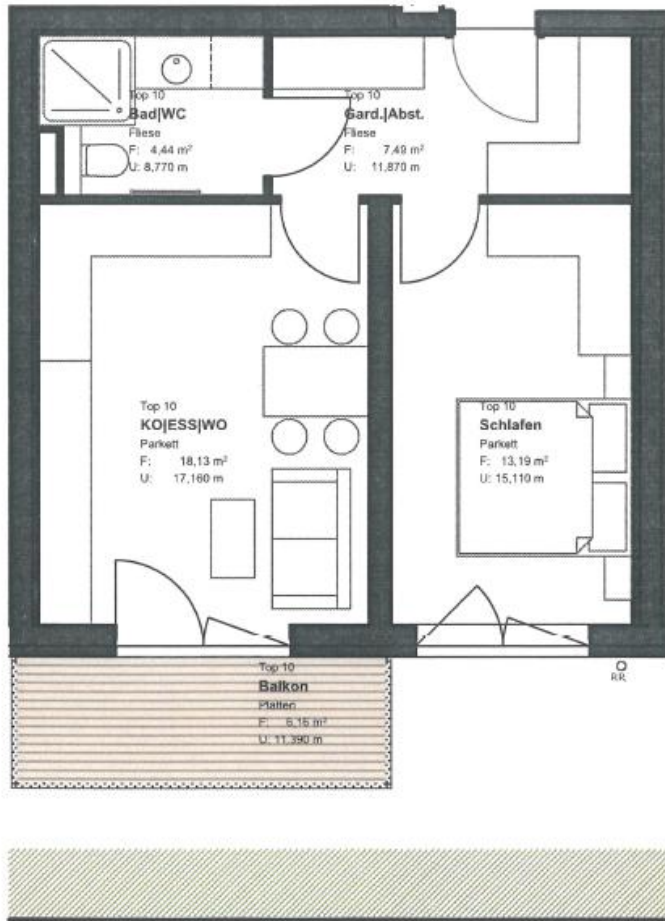 Top 10
Bad|WC
Fliese
F: 4,44 m²
U: 8,770 m
Top 10
Gard.|Abst.
Fliese
F: 7,49 m²
U: 11,870 m
Top 10
KO|ESS|WO
Parkett
F: 18,13 m²
U: 17,160 m
Top 10
Schlafen
Parkett
F: 13,19 m²
U: 15,110 m
Top 10
Balkon
Platten
F: 6,16 m²
U: 11,390 m
RR